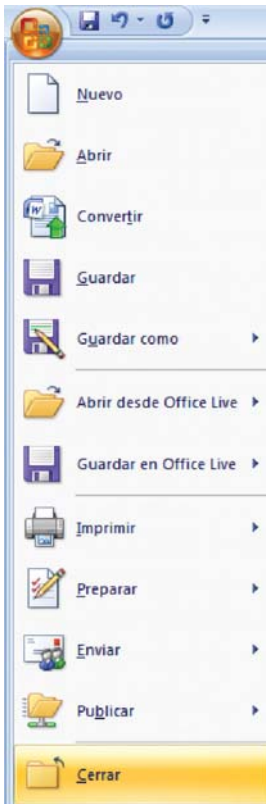 Nuevo
Abrir
Convertir
Guardar
Guardar como
Abrir desde Office Live
Guardar en Office Live
Imprimir
Preparar
Enviar
Publicar
Cerrar